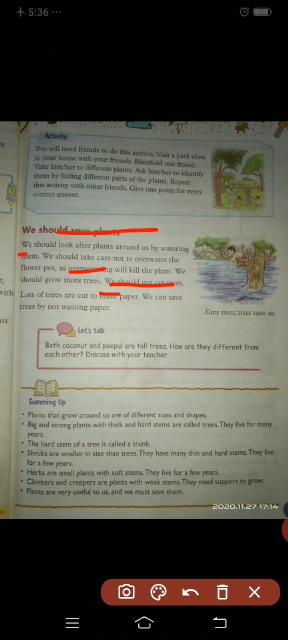 5:36 ...
Activity
You will need friends to do this activity. Visit a park close
to your house with your friends. Blindfold one friend.
Take him/her to different plants. Ask him/her to identify
them by feeling different parts of the plants. Repeat
this activity with other friends. Give one point for every
correct answer.
We should save plants
We should look after plants around us by watering
them. We should take care not to overwater the
flower pot, as overwatering will kill the plant. We
should grow more trees. We should not cut trees.
Lots of trees are cut to paper. We can save
trees by not wasting paper.
Save trees; trees save us.
with
his
Let's talk
Both coconut and peepul are tall trees. How are they different from
each other? Discuss with your teacher.
Summing Up
• Plants that grow around us are of different sizes and shapes.
• Big and strong plants with thick and hard stems are called trees. They live for many
years.
• The hard stem of a tree is called a trunk.
• Shrubs are smaller in size than trees. They have many thin and hard stems. They live
for a few years.
• Herbs are small plants with soft stems. They live for a few years.
• Climbers and creepers are plants with weak stems. They need support to grow.
• Plants are very useful to us, and we must save them.
2020.11.27 17:14